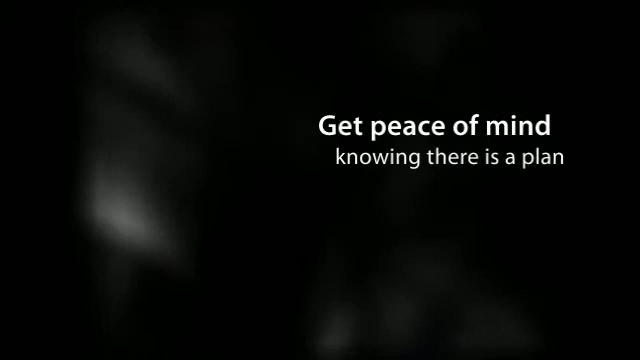 Get peace of mind
knowing there is a plan